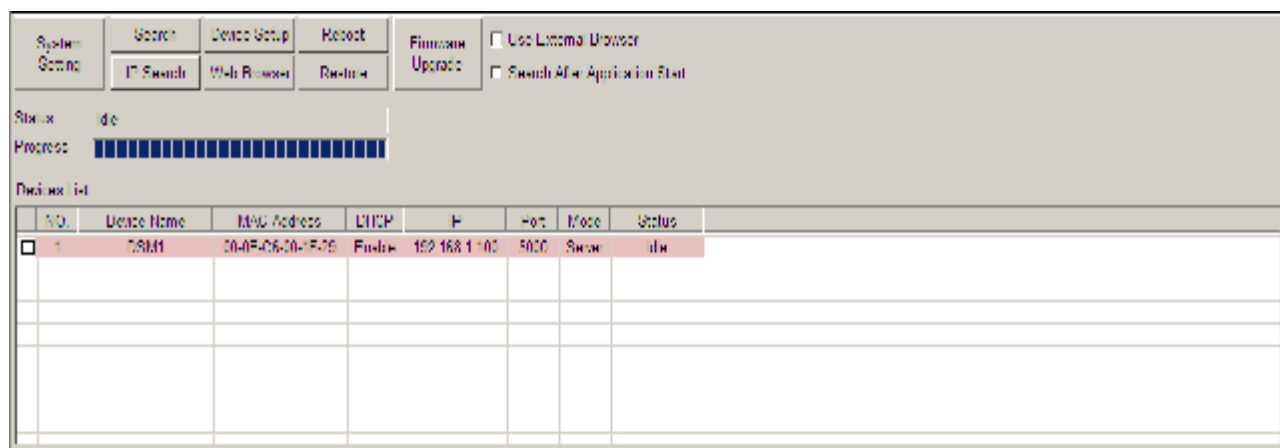 System Setting
Search Device Setup Reboot
IP Search Web Browser Restore
Firmware Upgrade
Use External Browser
Search After Application Start
Status Idle
Progress
Devices List
NO. Device Name MAC Address DHCP IP Port Mode Status
1 DSM1 Enable 192.168.1.100 5000 Server Idle